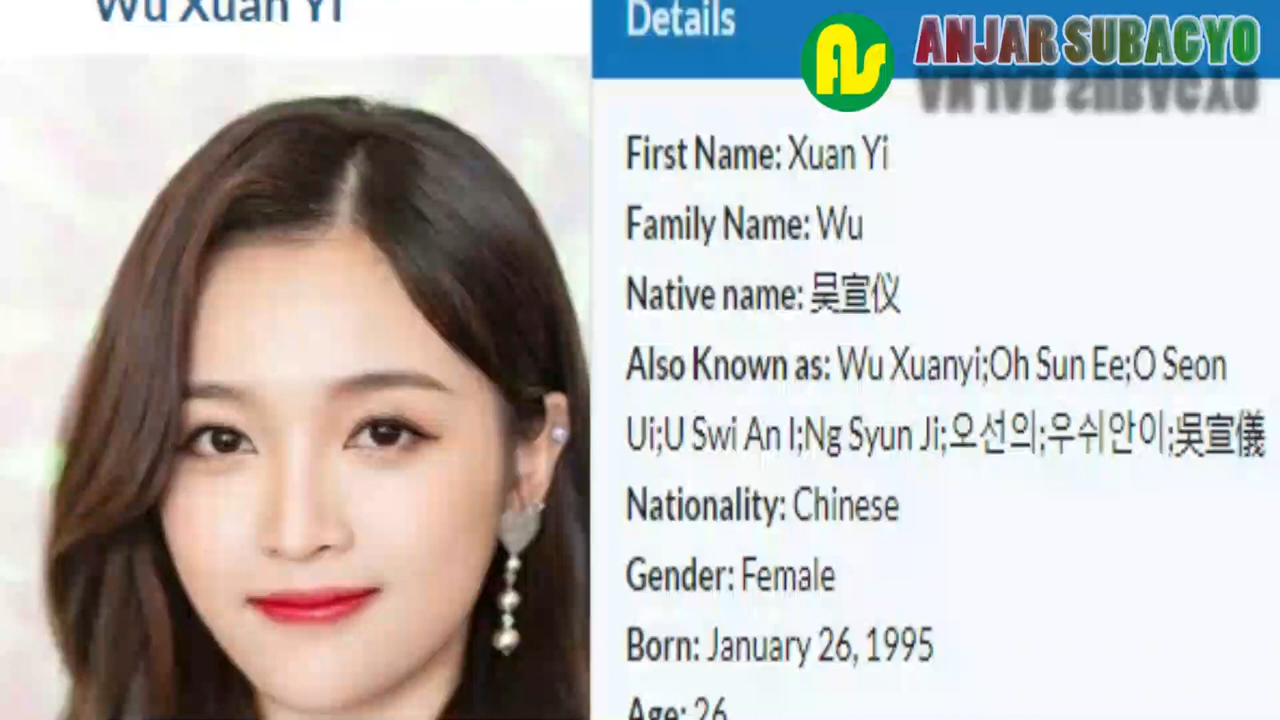 Wu Xuan Yi
Details
As
ANJAR SUBAGYO
First Name: Xuan Yi
Family Name: Wu
Native name: 吴宣仪
Also Known as: Wu Xuanyi;Oh Sun Ee;O Seon
Ui;U Swi An I;Ng Syun Ji;오선의;우쉬안이;吳宣儀
Nationality: Chinese
Gender: Female
Born: January 26, 1995
Age: 26